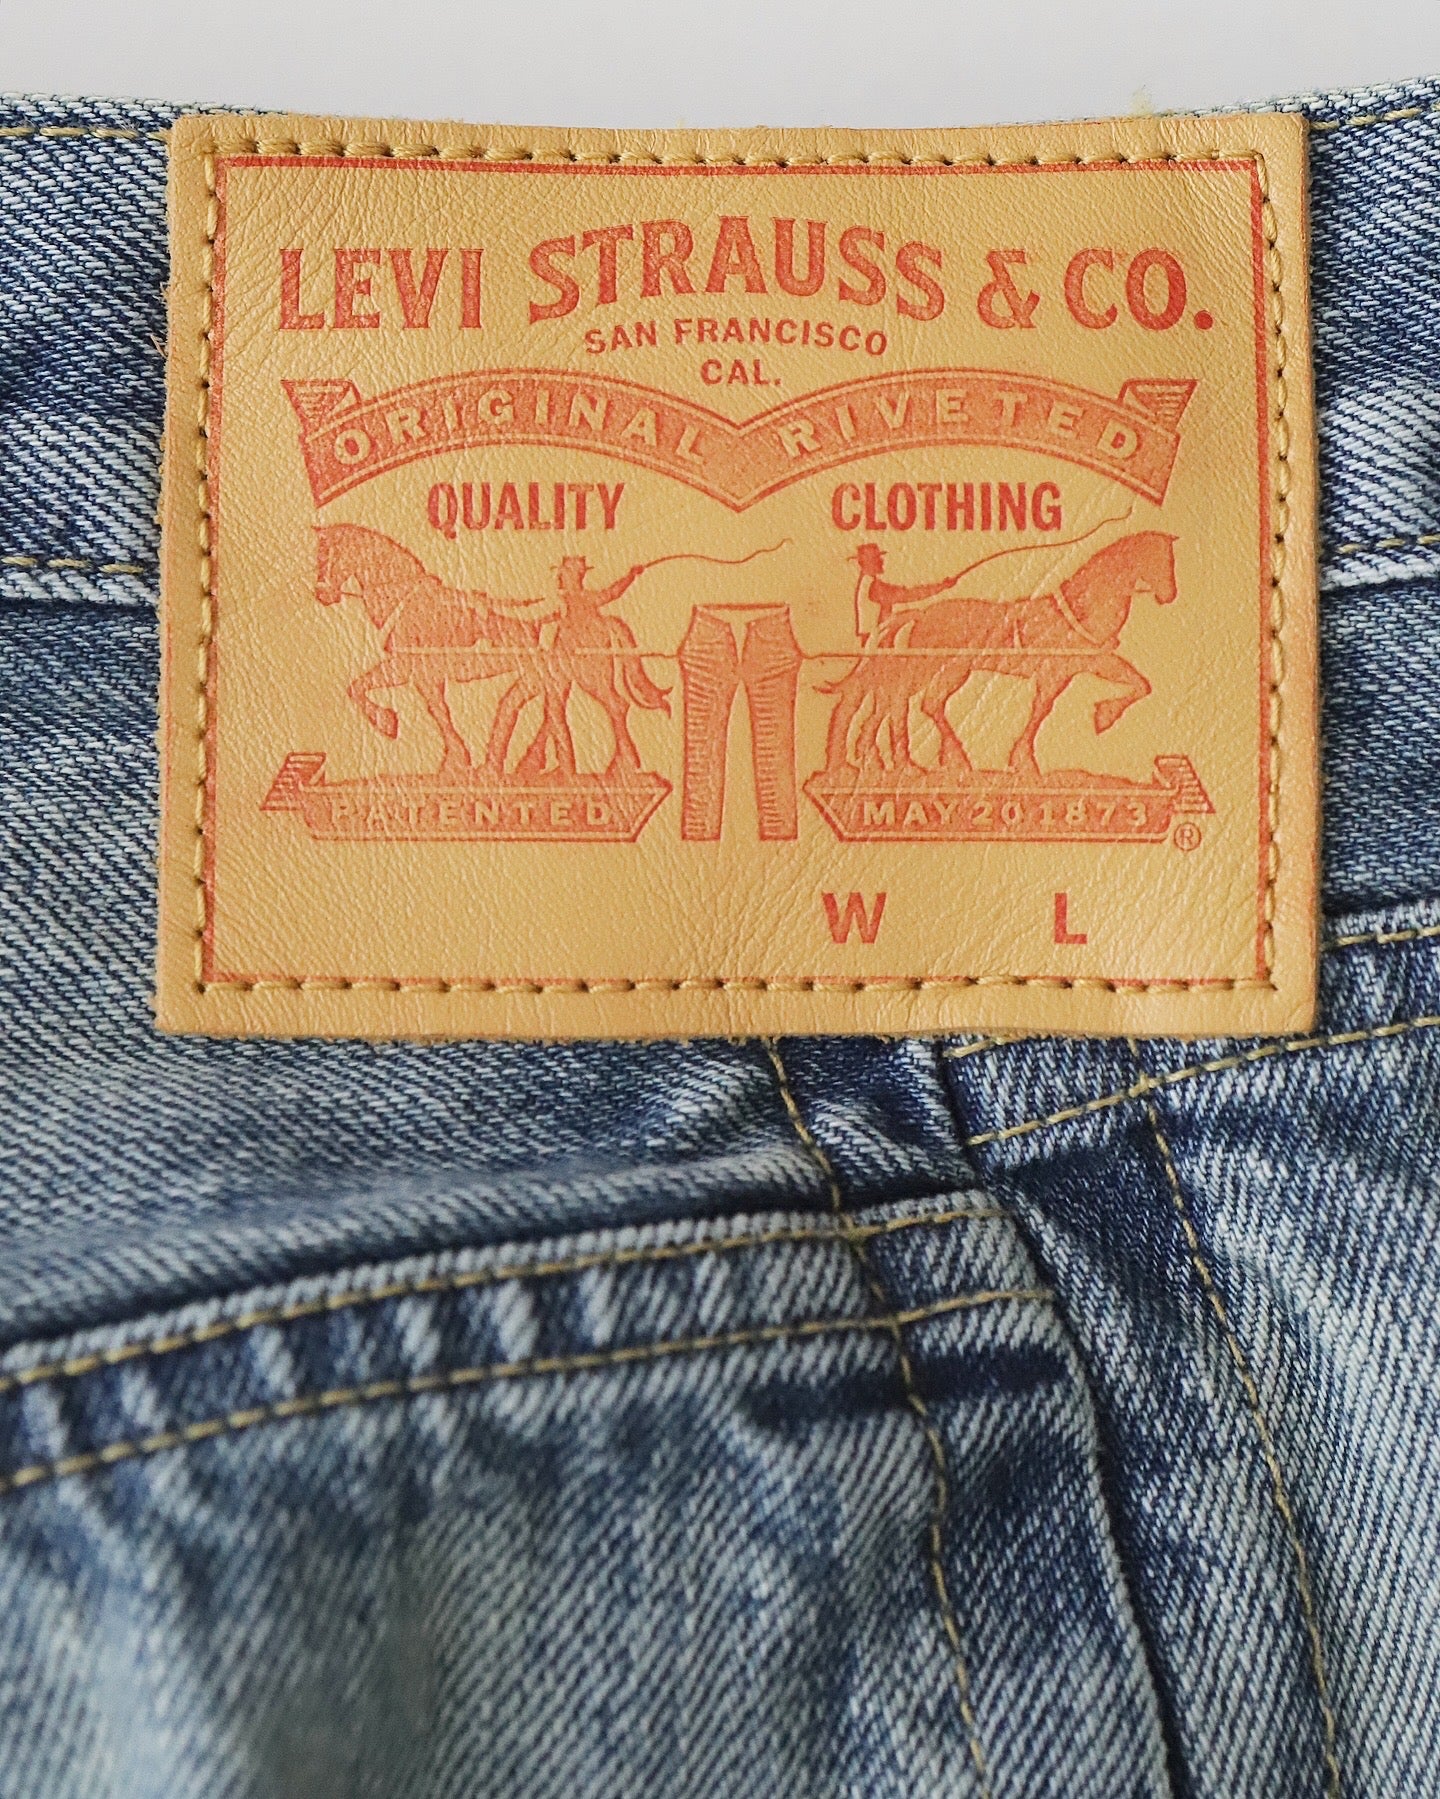 LEVI STRAUSS & CO.
SAN FRANCISCO
CAL.
ORIGINAL RIVETED
QUALITY CLOTHING
PATENTED MAY 20 1873 ®
W L